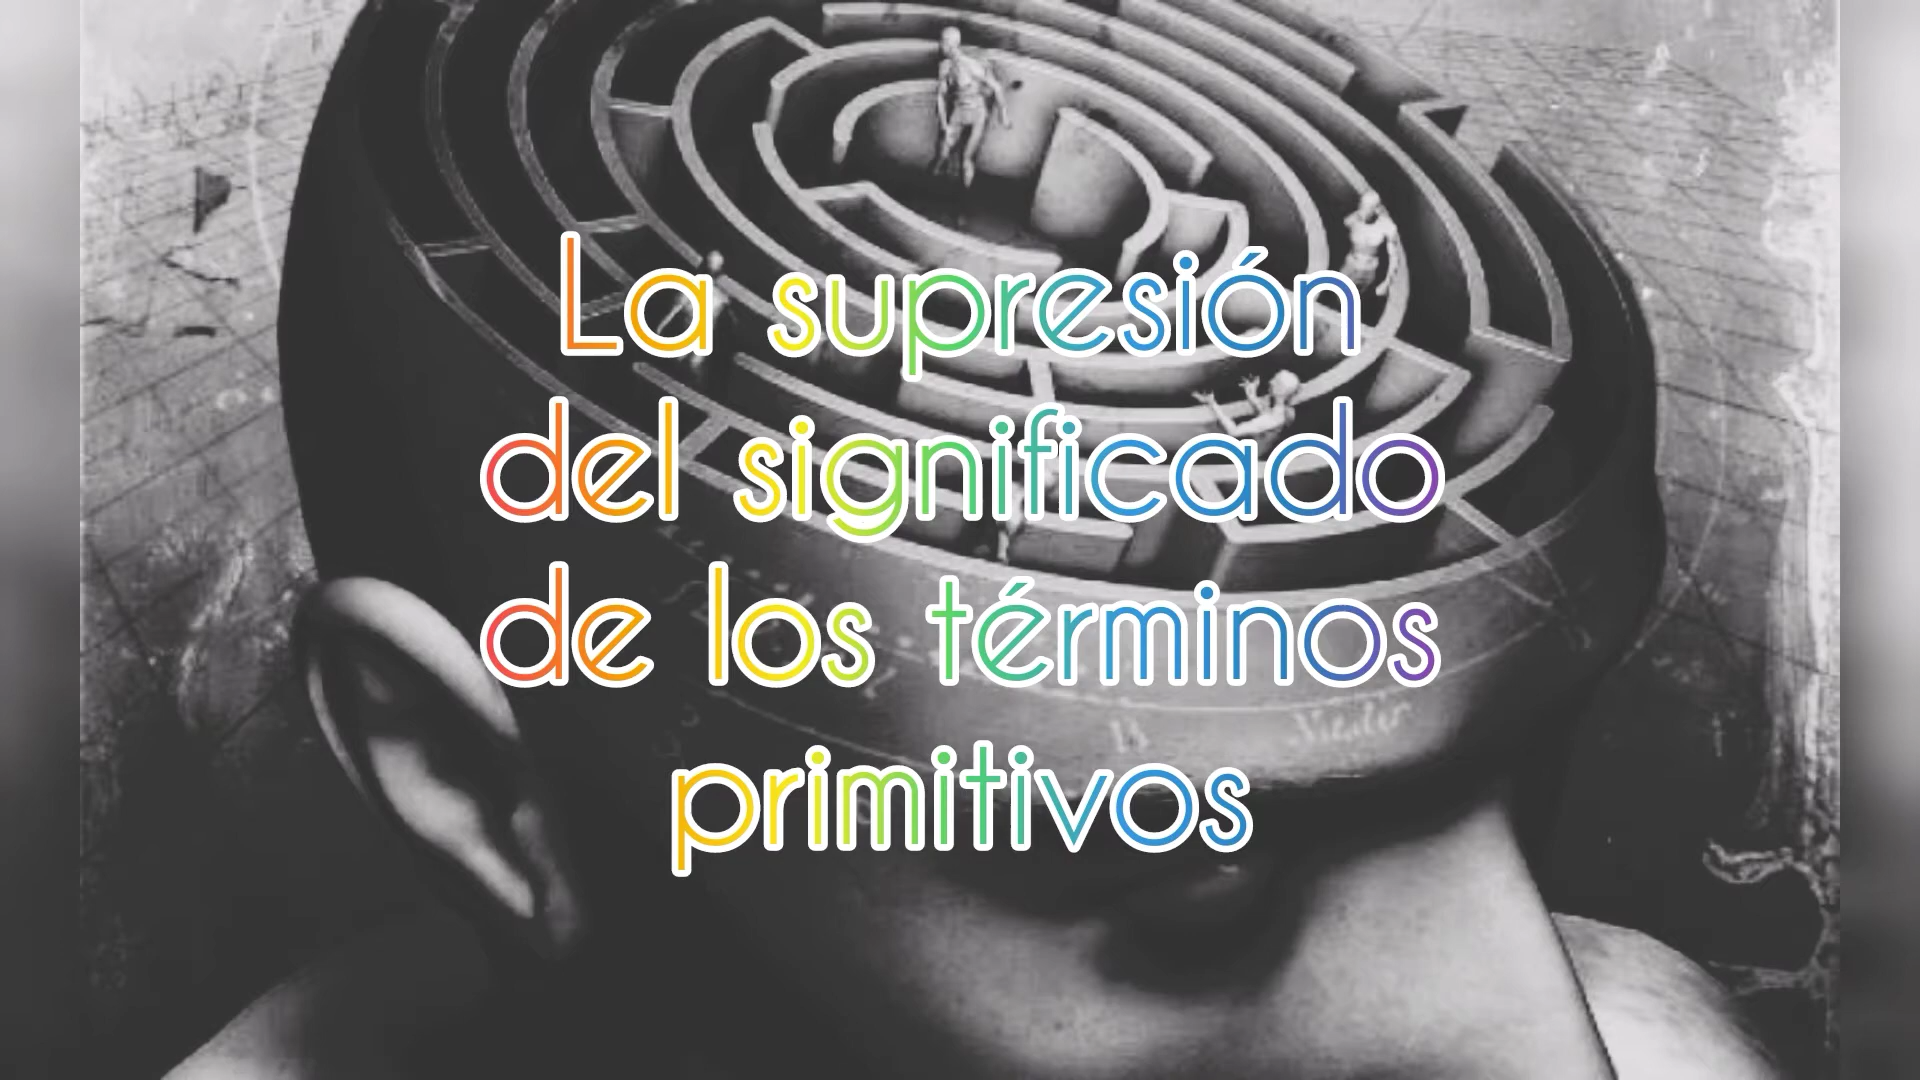 La supresión
del significado
de los términos
primitivos